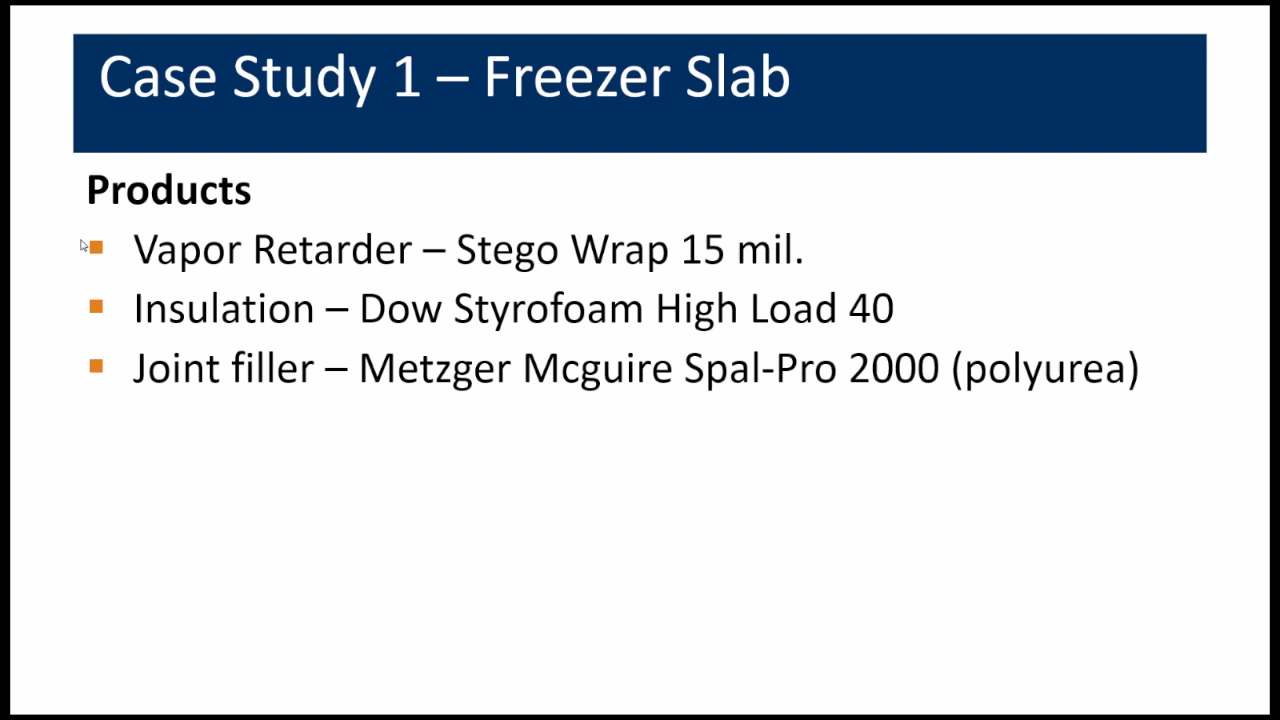 Case Study 1 – Freezer Slab
Products
Vapor Retarder – Stego Wrap 15 mil.
Insulation – Dow Styrofoam High Load 40
Joint filler – Metzger Mcguire Spal-Pro 2000 (polyurea)